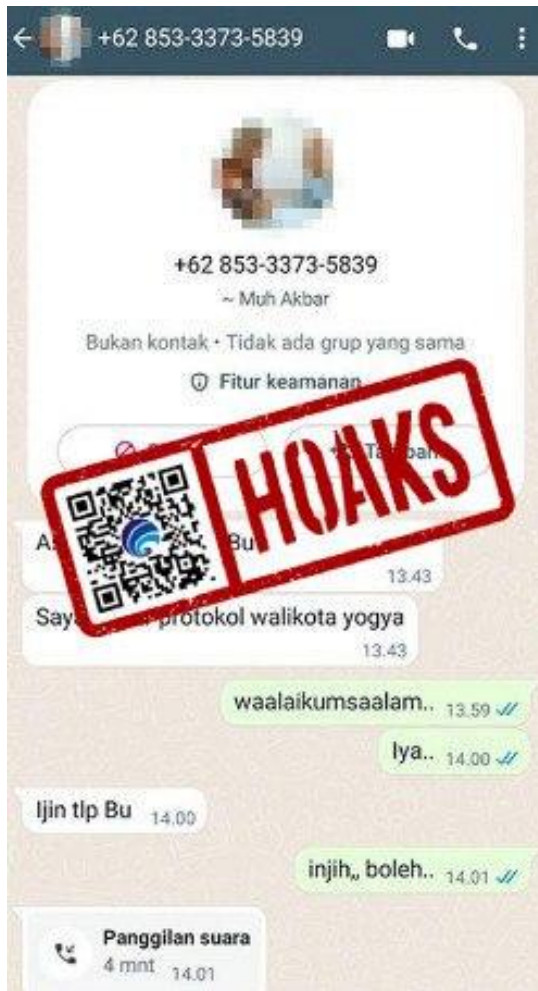 +62 853-3373-5839
+62 853-3373-5839
~ Muh Akbar
Bukan kontak • Tidak ada grup yang sama
Fitur keamanan
HOAKS
Bu
13.43
protokol walikota yogya
13.43
waalaikumsaalam.. 13.59
Iya.. 14.00
Ijin tlp Bu 14.00
injih,, boleh.. 14.01
Panggilan suara
4 mnt 14.01